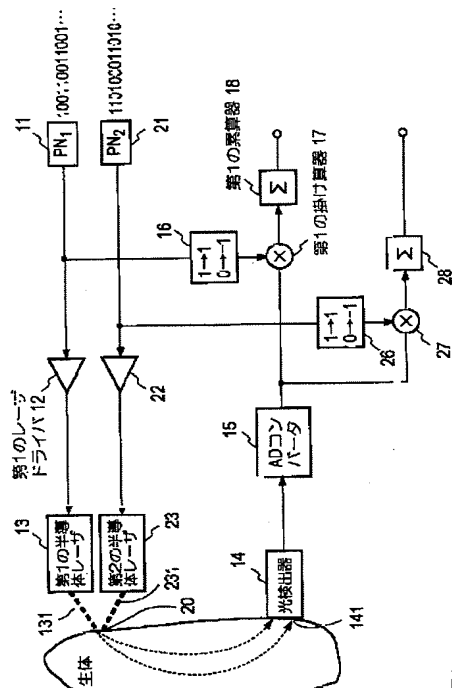 11
PN₁
100110011001…
21
PN₂
110100011010…
第1のレーザ
ドライバ 12
22
16
1→1
0→-1
26
1→1
0→-1
第1の累算器 18
Σ
第1の掛け算器 17
×
Σ
28
×
27
13
第1の半導
体レーザ
23
第2の半導
体レーザ
131
231
20
生体
15
ADコン
バータ
14
光検出器
141